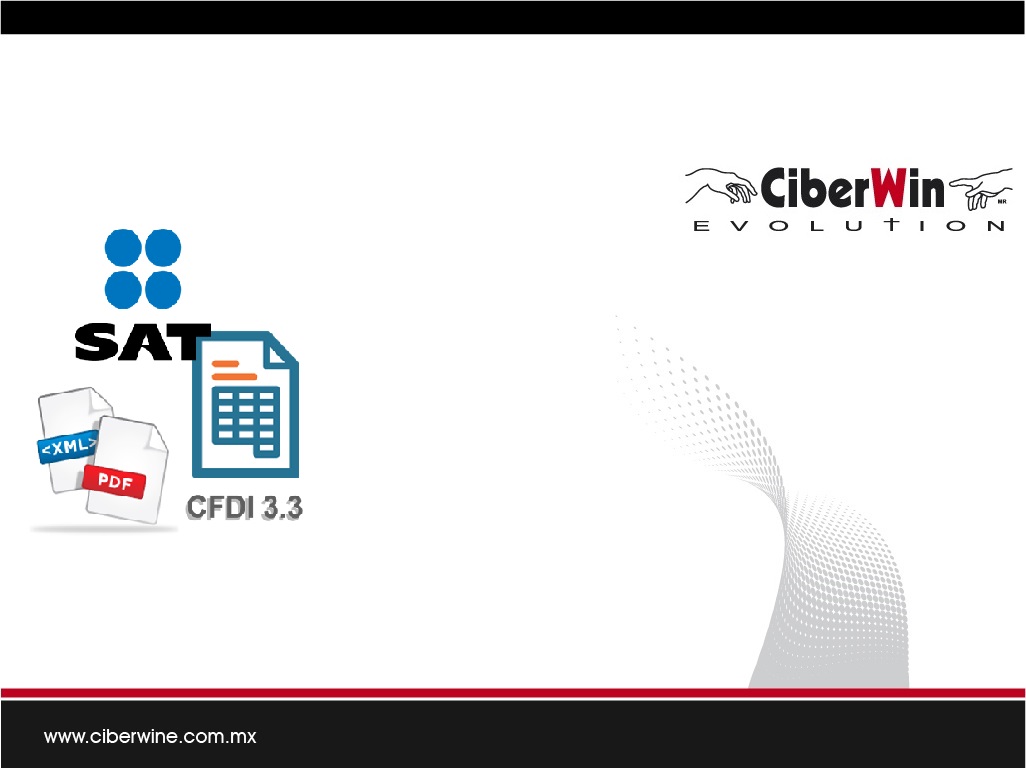 CiberWin
MR
EVOLUTION
SAT
<XML>
PDF
CFDI 3.3
www.ciberwine.com.mx